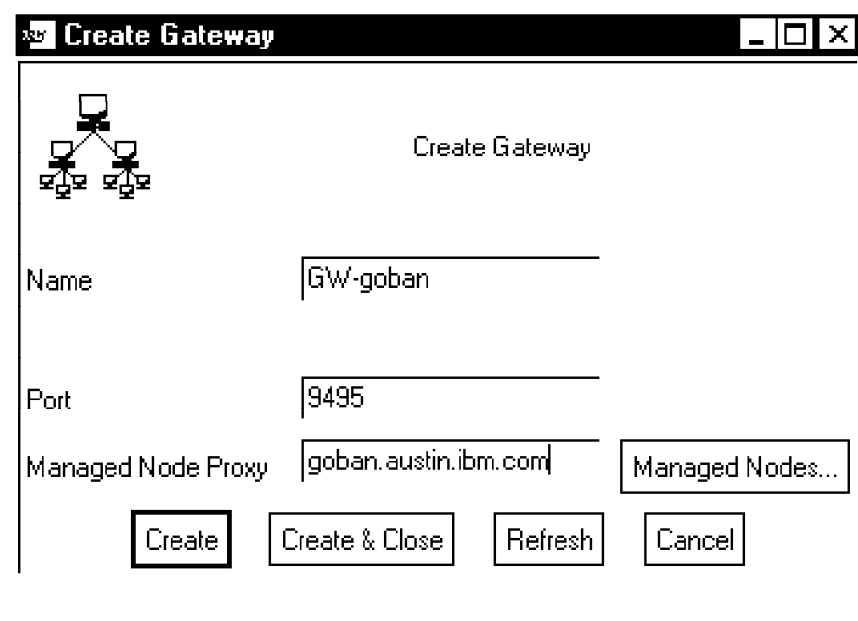 Create Gateway
Create Gateway
Name GW-goban
Port 9495
Managed Node Proxy goban.austin.ibm.com Managed Nodes...
Create Create & Close Refresh Cancel